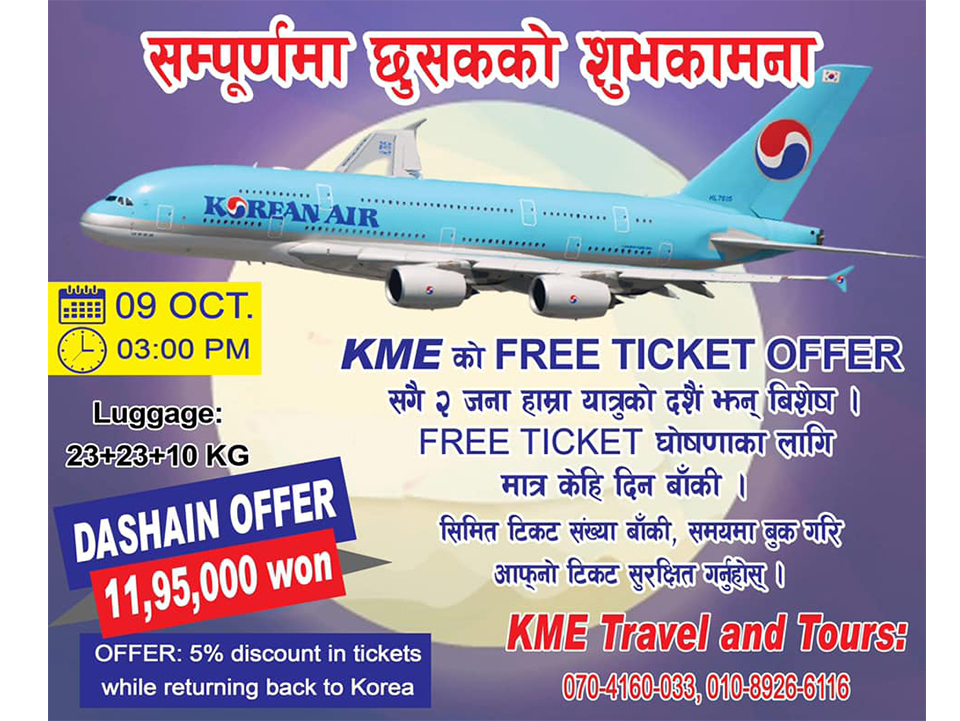 सम्पूर्णमा छुसकको शुभकामना
KOREAN AIR
HL7615
09 OCT.
03:00 PM
Luggage:
23+23+10 KG
DASHAIN OFFER
11,95,000 won
OFFER: 5% discount in tickets
while returning back to Korea
KME को FREE TICKET OFFER
सगै २ जना हाम्रा यात्रुको दशैं झन् बिशेष ।
FREE TICKET घोषणाका लागि
मात्र केहि दिन बाँकी ।
सिमित टिकट संख्या बाँकी, समयमा बुक गरि
आफ्नो टिकट सुरक्षित गर्नुहोस् ।
KME Travel and Tours:
070-4160-033, 010-8926-6116